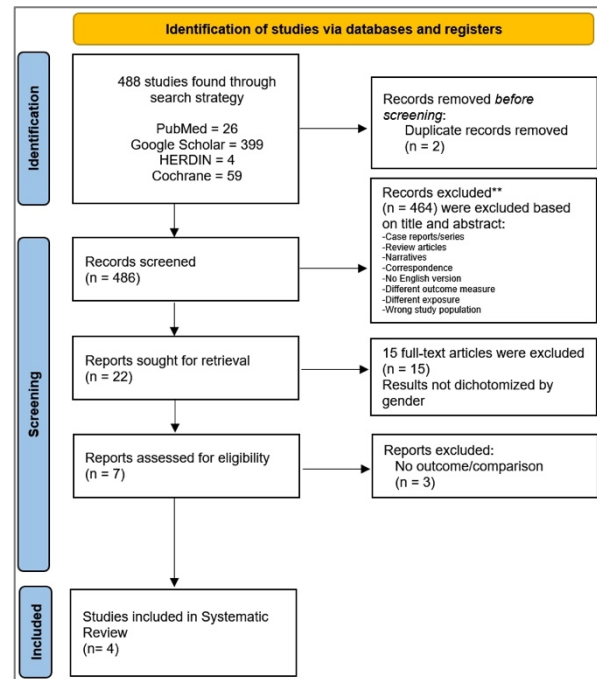 Identification of studies via databases and registers
Identification
488 studies found through
search strategy
PubMed = 26
Google Scholar = 399
HERDIN = 4
Cochrane = 59
Records removed before
screening:
Duplicate records removed
(n = 2)
Screening
Records screened
(n = 486)
Records excluded**
(n = 464) were excluded based
on title and abstract:
-Case reports/series
-Review articles
-Narratives
-Correspondence
-No English version
-Different outcome measure
-Different exposure
-Wrong study population
Reports sought for retrieval
(n = 22)
15 full-text articles were excluded
(n = 15)
Results not dichotomized by
gender
Reports assessed for eligibility
(n = 7)
Reports excluded:
No outcome/comparison
(n = 3)
Included
Studies included in Systematic
Review
(n= 4)